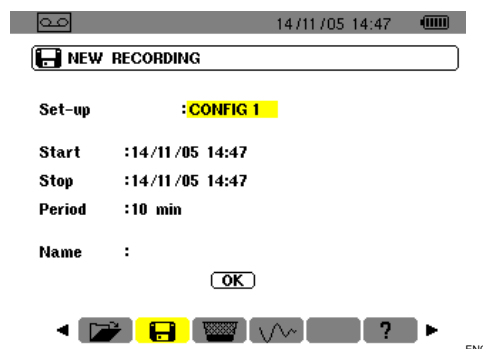 14/11/05 14:47
NEW RECORDING
Set-up :CONFIG 1
Start :14/11/05 14:47
Stop :14/11/05 14:47
Period :10 min
Name :
OK
?